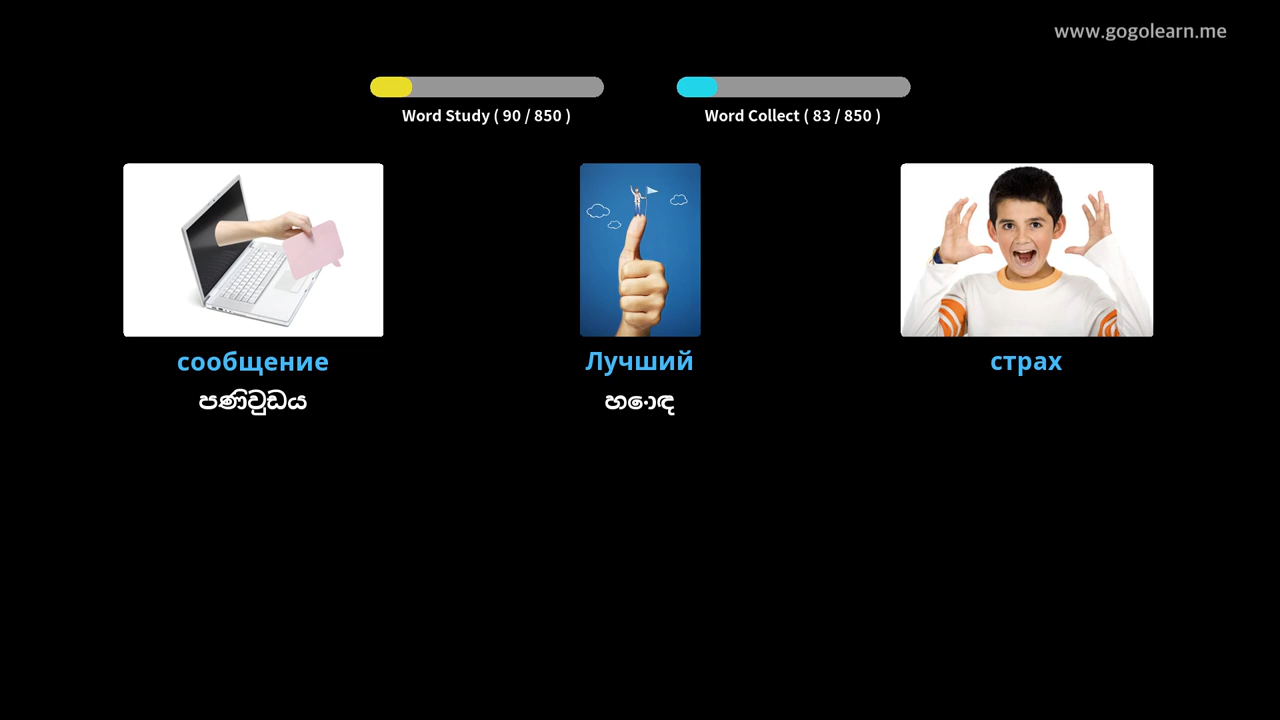 www.gogolearn.me
Word Study ( 90 / 850 )
Word Collect ( 83 / 850 )
сообщение
Лучший
страх
පණිවුඩය
හොඳ